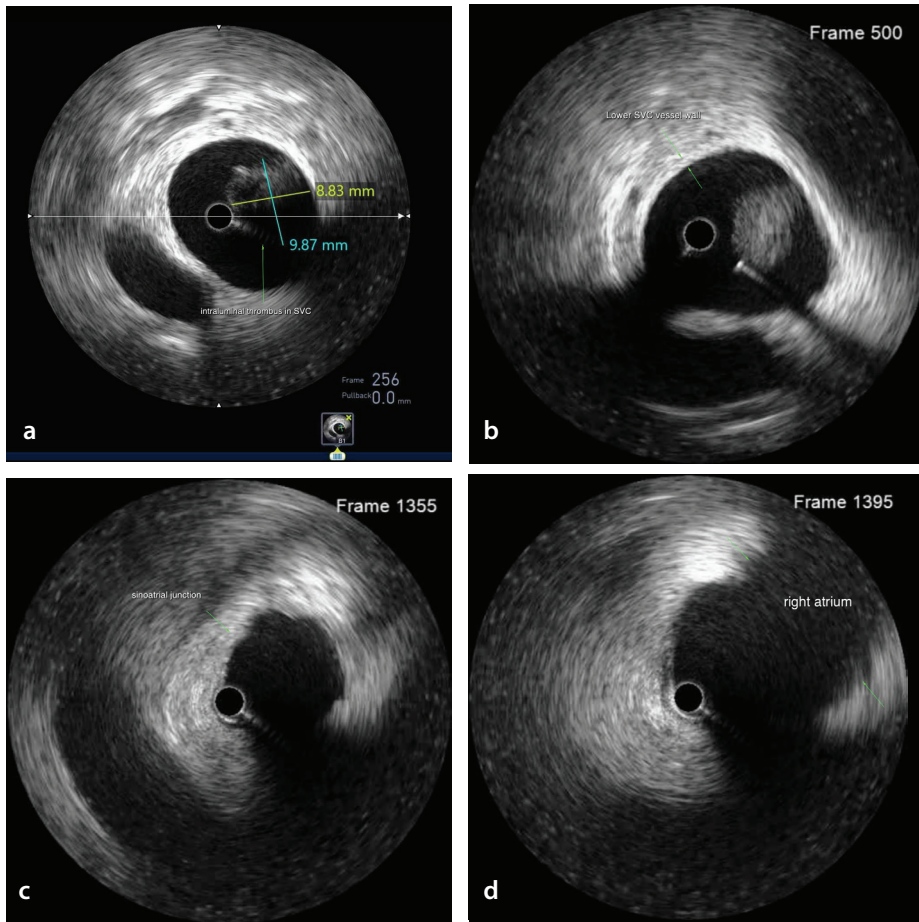 8.83 mm
9.87 mm
intraluminal thrombus in SVC
Frame 256
Pullback 0.0 mm
81
a
Frame 500
Lower SVC vessel wall
b
Frame 1355
sinoatrial junction
c
Frame 1395
right atrium
d